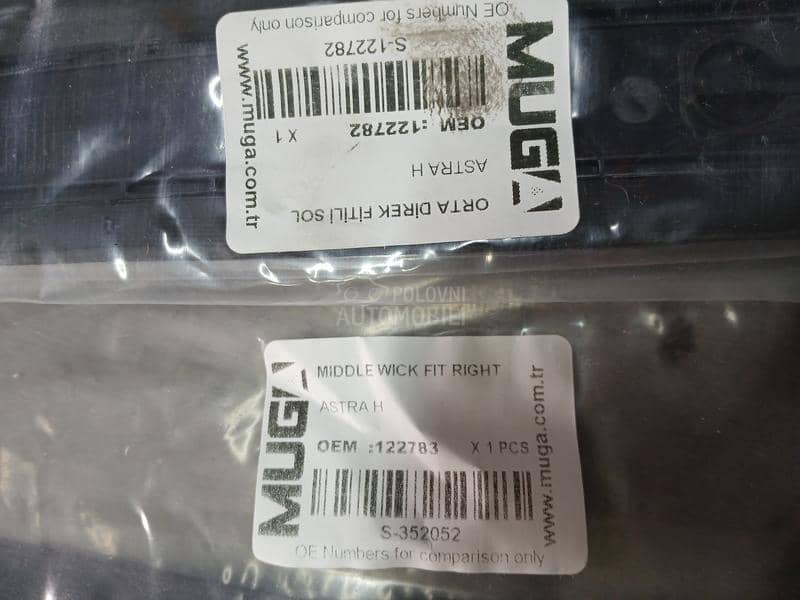 MUGA
ORTA DİREK FİTİLİ SOL
ASTRA H
OEM :122782 X 1
S-122782
OE Numbers for comparison only
www.muga.com.tr
POLOVNI
AUTOMOBILI
MUGA
MIDDLE WICK FIT RIGHT
ASTRA H
OEM :122783 X 1 PCS
S-352052
OE Numbers for comparison only
www.muga.com.tr